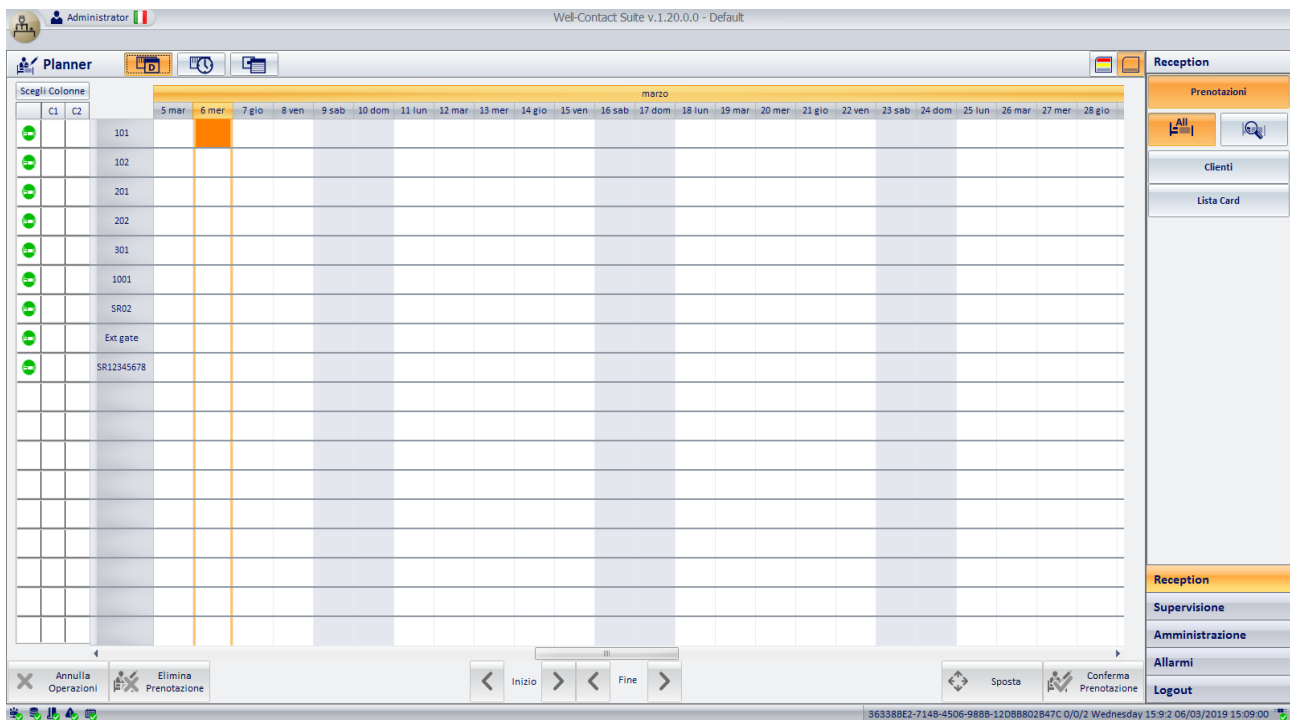 Administrator
Well-Contact Suite v.1.20.0.0 - Default
Planner
D
Reception
Scegli Colonne
marzo
C1 C2
5 mar 6 mer 7 gio 8 ven 9 sab 10 dom 11 lun 12 mar 13 mer 14 gio 15 ven 16 sab 17 dom 18 lun 19 mar 20 mer 21 gio 22 ven 23 sab 24 dom 25 lun 26 mar 27 mer 28 gio
101
102
201
202
301
1001
SR02
Ext gate
SR12345678
Prenotazioni
All
Clienti
Lista Card
Reception
Supervisione
Amministrazione
Allarmi
Logout
Annulla
Operazioni
Elimina
Prenotazione
Inizio
Fine
Sposta
Conferma
Prenotazione
36338BE2-714B-4506-98BB-12DBB802B47C 0/0/2 Wednesday 15:9:2 06/03/2019 15:09:00